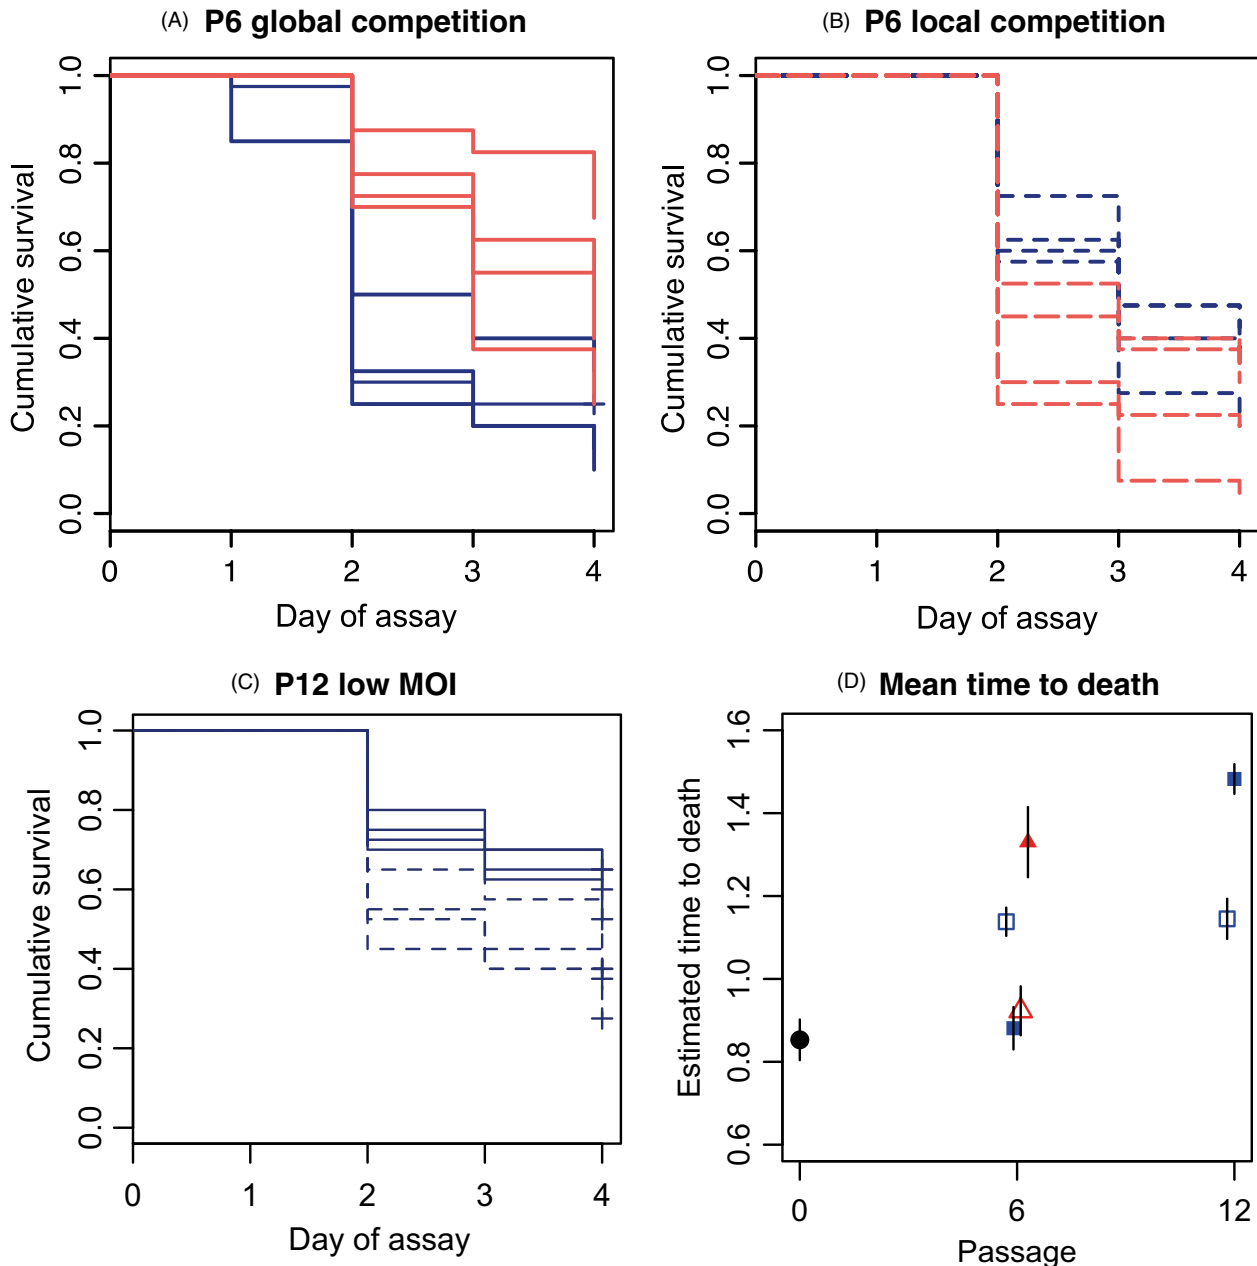 (A) P6 global competition
(B) P6 local competition
Cumulative survival
1.0
0.8
0.6
0.4
0.2
0.0
0 1 2 3 4
Day of assay
Cumulative survival
1.0
0.8
0.6
0.4
0.2
0.0
0 1 2 3 4
Day of assay
(C) P12 low MOI
(D) Mean time to death
Cumulative survival
1.0
0.8
0.6
0.4
0.2
0.0
0 1 2 3 4
Day of assay
Estimated time to death
1.6
1.4
1.2
1.0
0.8
0.6
0 6 12
Passage